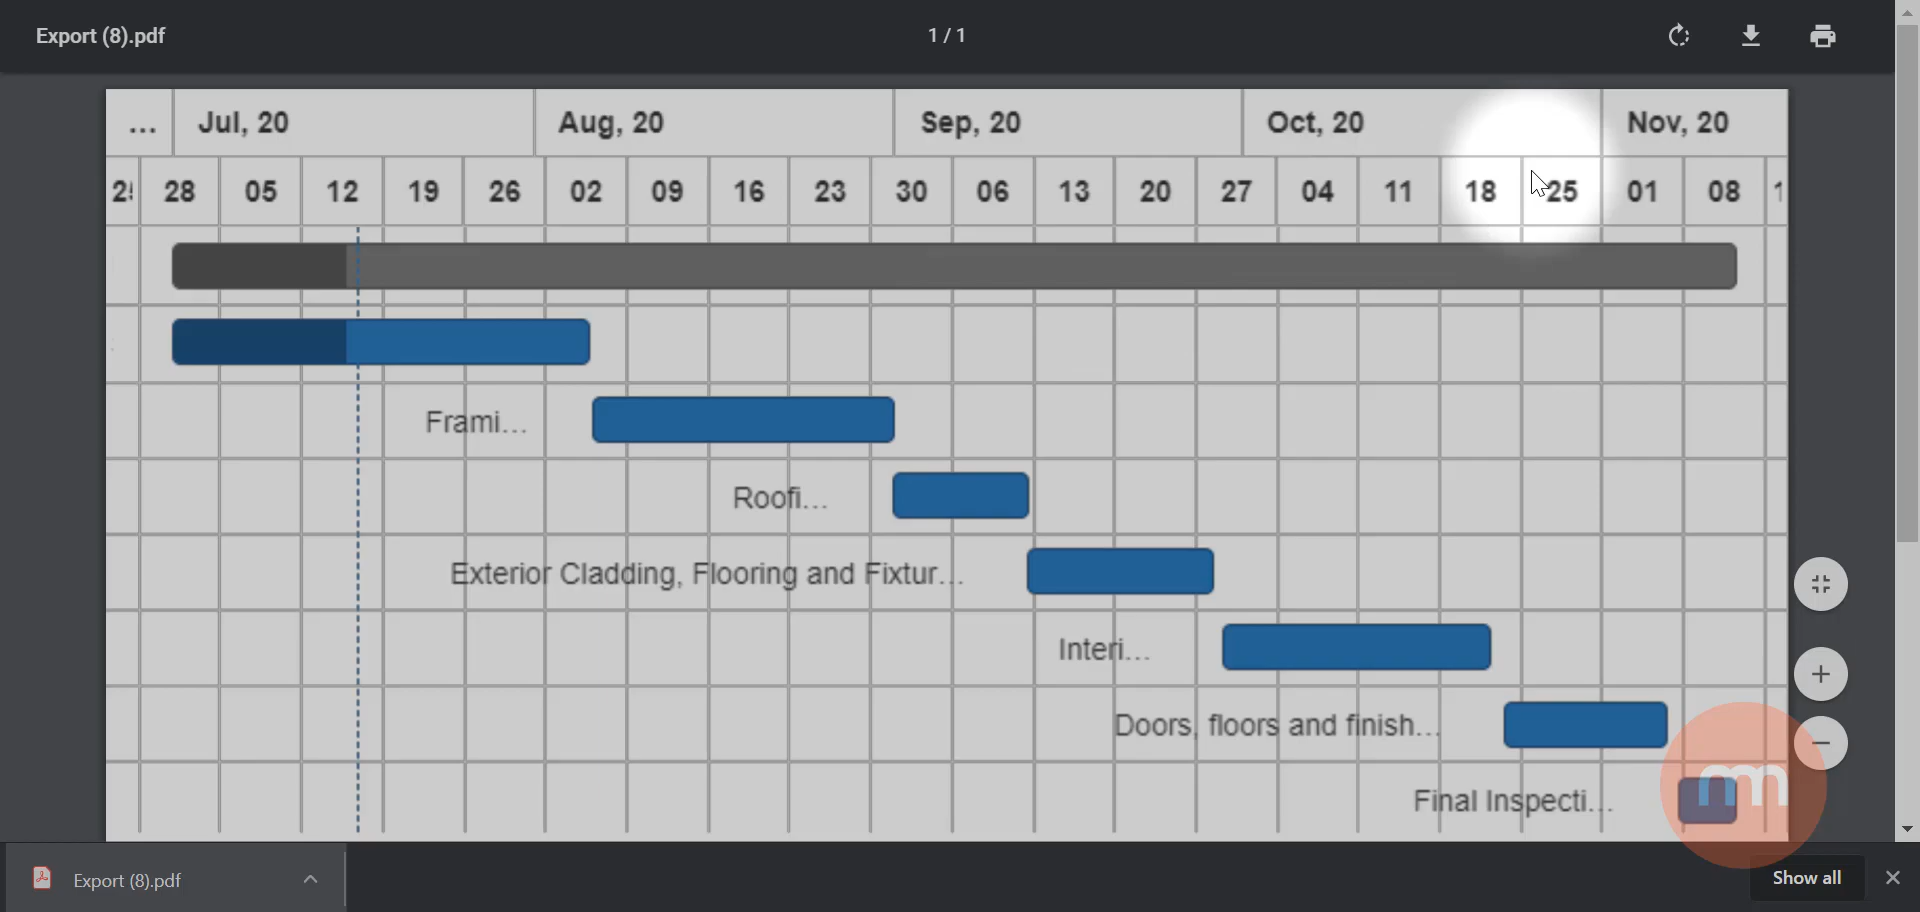 Export (8).pdf
1 / 1
... Jul, 20 Aug, 20 Sep, 20 Oct, 20 Nov, 20
28 05 12 19 26 02 09 16 23 30 06 13 20 27 04 11 18 25 01 08
Frami...
Roofi...
Exterior Cladding, Flooring and Fixtur...
Interi...
Doors, floors and finish...
Final Inspecti...
Export (8).pdf
Show all